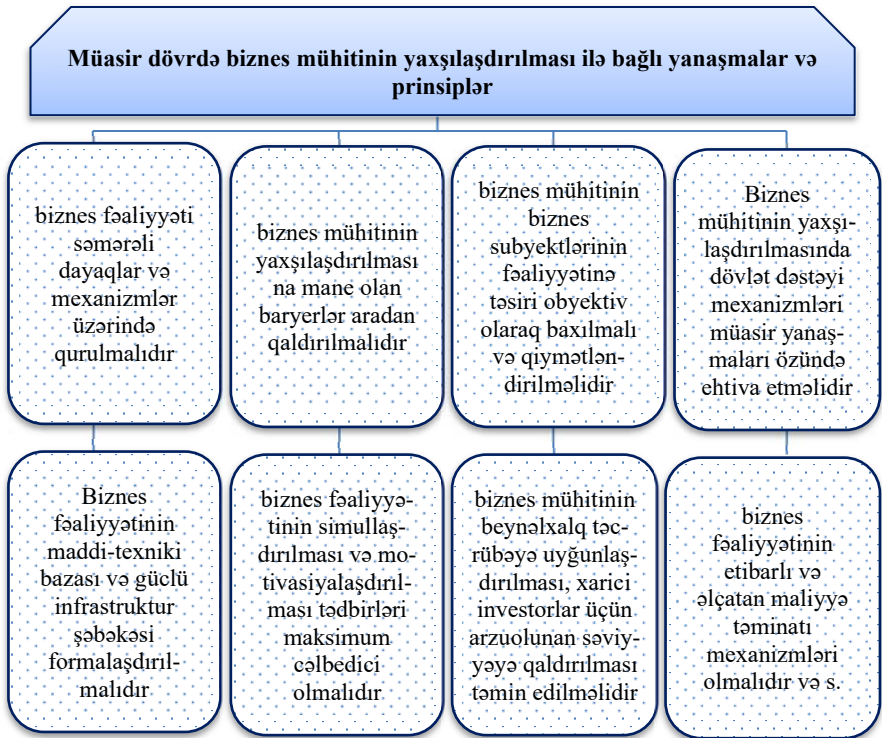 Müasir dövrdə biznes mühitinin yaxşılaşdırılması ilə bağlı yanaşmalar və
prinsiplər
biznes fəaliyyəti
səmərəli
dayaqlar və
mexanizmlər
üzərində
qurulmalıdır
biznes mühitinin
yaxşılaşdırılması
na mane olan
baryerlər aradan
qaldırılmalıdır
biznes mühitinin
biznes
subyektlərinin
fəaliyyətinə
təsiri obyektiv
olaraq baxılmalı
və qiymətlən-
dirilməlidir
Biznes
mühitinin yaxşı-
laşdırılmasında
dövlət dəstəyi
mexanizmləri
müasir yanaş-
maları özündə
ehtiva etməlidir
Biznes
fəaliyyətinin
maddi-texniki
bazası və güclü
infrastruktur
şəbəkəsi
formalaşdırıl-
malıdır
biznes fəaliyyə-
tinin simullaş-
dırılması və mo-
tivasiyalaşdırıl-
ması tədbirləri
maksimum
cəlbedici
olmalıdır
biznes mühitinin
beynəlxalq təc-
rübəyə uyğunlaş-
dırılması, xarici
investorlar üçün
arzuolunan səviy-
yəyə qaldırılması
təmin edilməlidir
biznes
fəaliyyətinin
etibarlı və
əlçatan maliyyə
təminatı
mexanizmləri
olmalıdır və s.